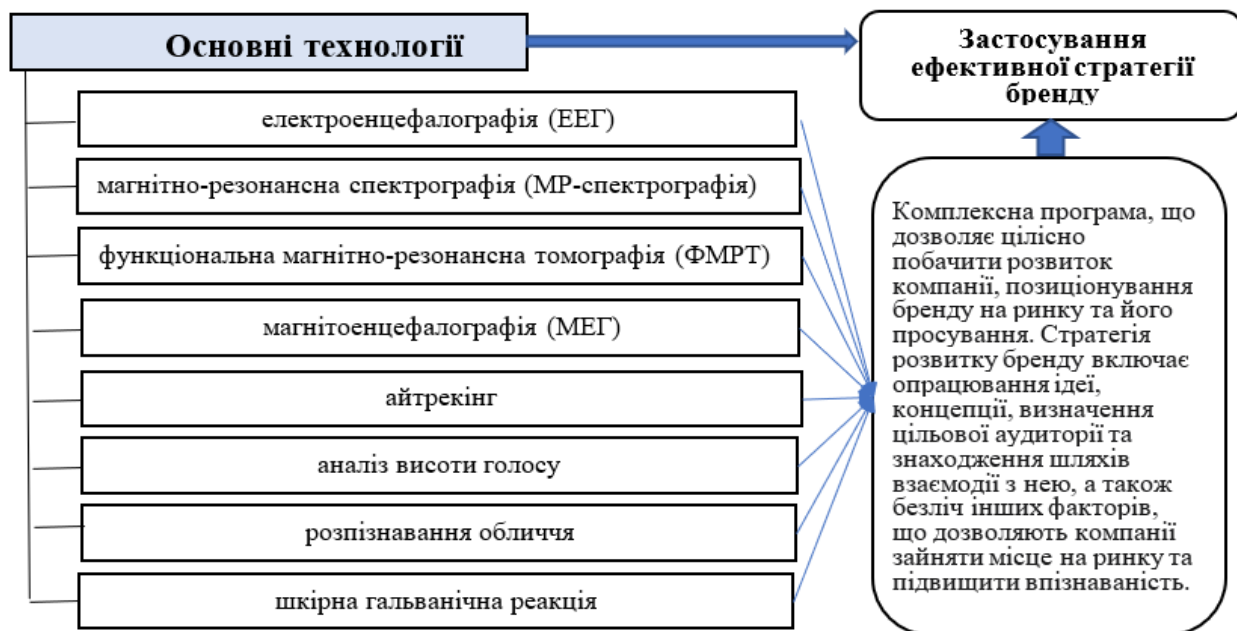 Основні технології
Застосування
ефективної стратегії
бренду
електроенцефалографія (ЕЕГ)
магнітно-резонансна спектрографія (МР-спектрографія)
функціональна магнітно-резонансна томографія (ФМРТ)
магнітоенцефалографія (МЕГ)
айтрекінг
аналіз висоти голосу
розпізнавання обличчя
шкірна гальванічна реакція
Комплексна програма, що
дозволяє цілісно
побачити розвиток
компанії, позиціонування
бренду на ринку та його
просування. Стратегія
розвитку бренду включає
опрацювання ідеї,
концепції, визначення
цільової аудиторії та
знаходження шляхів
взаємодії з нею, а також
безліч інших факторів,
що дозволяють компанії
зайняти місце на ринку та
підвищити впізнаваність.